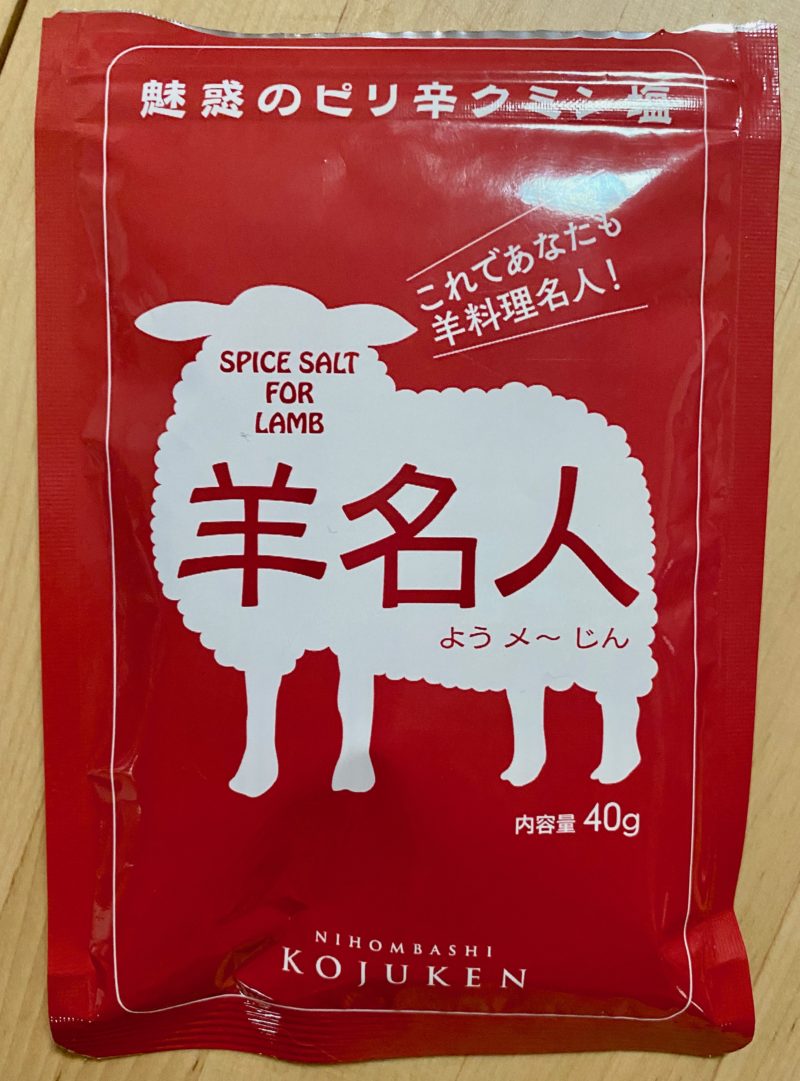 魅惑のピリ辛クミン塩
これであなたも
羊料理名人!
SPICE SALT
FOR
LAMB
羊名人
よう メ〜 じん
内容量 40g
NIHOMBASHI
KOJUKEN